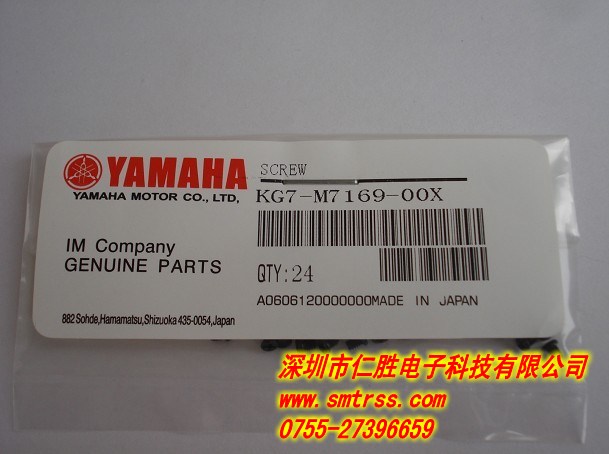 YAMAHA
YAMAHA MOTOR CO., LTD,
IM Company
GENUINE PARTS
882 Sohde,Hamamatsu,Shizuoka 435-0054,Japan
SCREW
KG7-M7169-00X
QTY:24
A0606120000000MADE IN JAPAN
深圳市仁胜电子科技有限公司
www.smtrss.com
0755-27396659